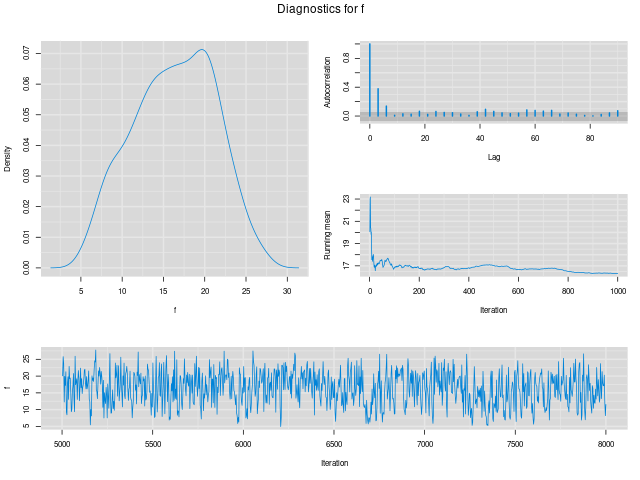 Diagnostics for f
Density
0.00 0.01 0.02 0.03 0.04 0.05 0.06 0.07
5 10 15 20 25 30
f
Autocorrelation
0.0 0.4 0.8
0 20 40 60 80
Lag
Running mean
17 19 21 23
0 200 400 600 800 1000
Iteration
f
5 10 15 20 25
5000 5500 6000 6500 7000 7500 8000
Iteration